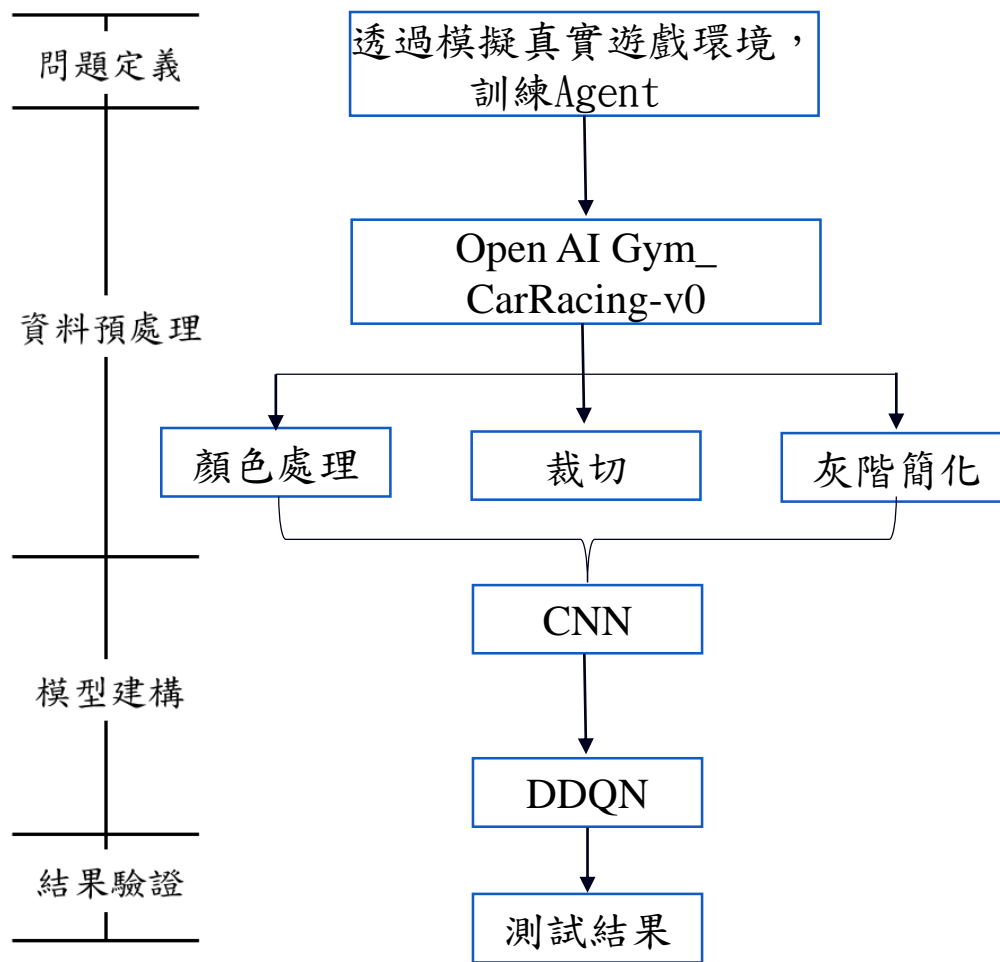 問題定義
透過模擬真實遊戲環境，
訓練Agent
Open AI Gym_
CarRacing-v0
資料預處理
顏色處理
裁切
灰階簡化
CNN
模型建構
DDQN
結果驗證
測試結果